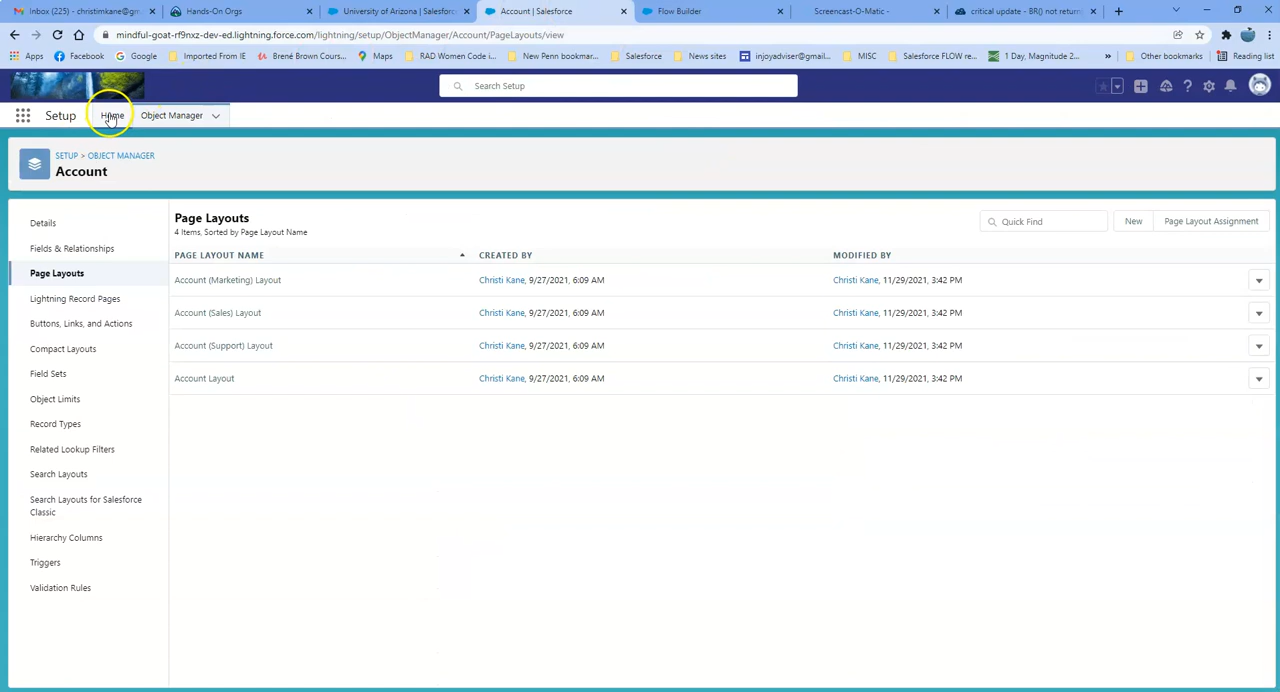 Inbox (225) - christimkane@gm
Hands-On Orgs
University of Arizona | Salesforc
Account | Salesforce
Flow Builder
Screencast-O-Matic -
critical update - BR() not return
mindful-goat-rf9nxz-dev-ed.lightning.force.com/lightning/setup/ObjectManager/Account/PageLayouts/view
Apps
Facebook
Google
Imported From IE
Brené Brown Cours...
Maps
RAD Women Code i...
New Penn bookmar...
Salesforce
News sites
injoyadviser@gmail...
MISC
Salesforce FLOW re...
1 Day, Magnitude 2...
»
Other bookmarks
Reading list
Search Setup
Setup
Home
Object Manager
SETUP > OBJECT MANAGER
Account
Details
Fields & Relationships
Page Layouts
Lightning Record Pages
Buttons, Links, and Actions
Compact Layouts
Field Sets
Object Limits
Record Types
Related Lookup Filters
Search Layouts
Search Layouts for Salesforce
Classic
Hierarchy Columns
Triggers
Validation Rules
Page Layouts
4 Items, Sorted by Page Layout Name
Quick Find
New
Page Layout Assignment
PAGE LAYOUT NAME CREATED BY MODIFIED BY
Account (Marketing) Layout Christi Kane, 9/27/2021, 6:09 AM Christi Kane, 11/29/2021, 3:42 PM
Account (Sales) Layout Christi Kane, 9/27/2021, 6:09 AM Christi Kane, 11/29/2021, 3:42 PM
Account (Support) Layout Christi Kane, 9/27/2021, 6:09 AM Christi Kane, 11/29/2021, 3:42 PM
Account Layout Christi Kane, 9/27/2021, 6:09 AM Christi Kane, 11/29/2021, 3:42 PM